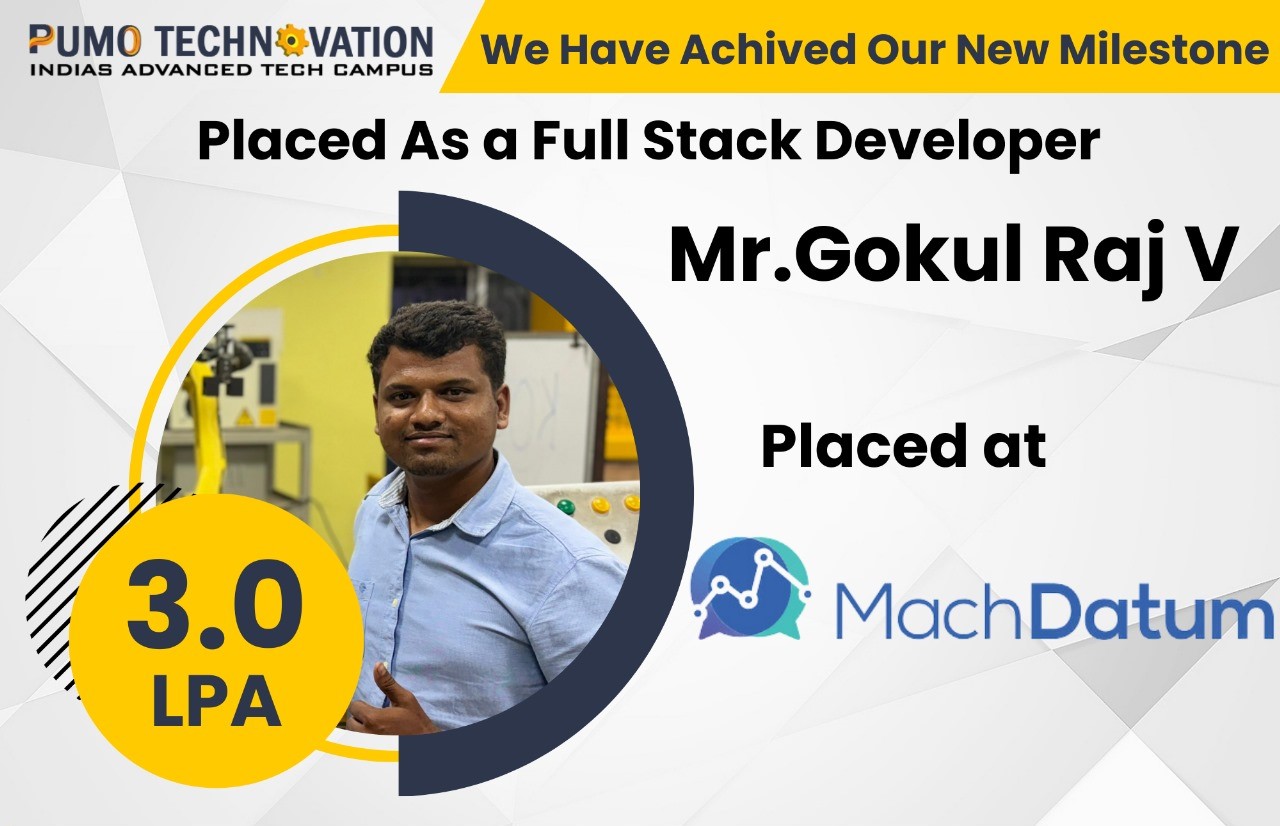 PUMO TECHNOVATION
INDIAS ADVANCED TECH CAMPUS
We Have Achived Our New Milestone
Placed As a Full Stack Developer
Mr.Gokul Raj V
Placed at
MachDatum
3.0
LPA